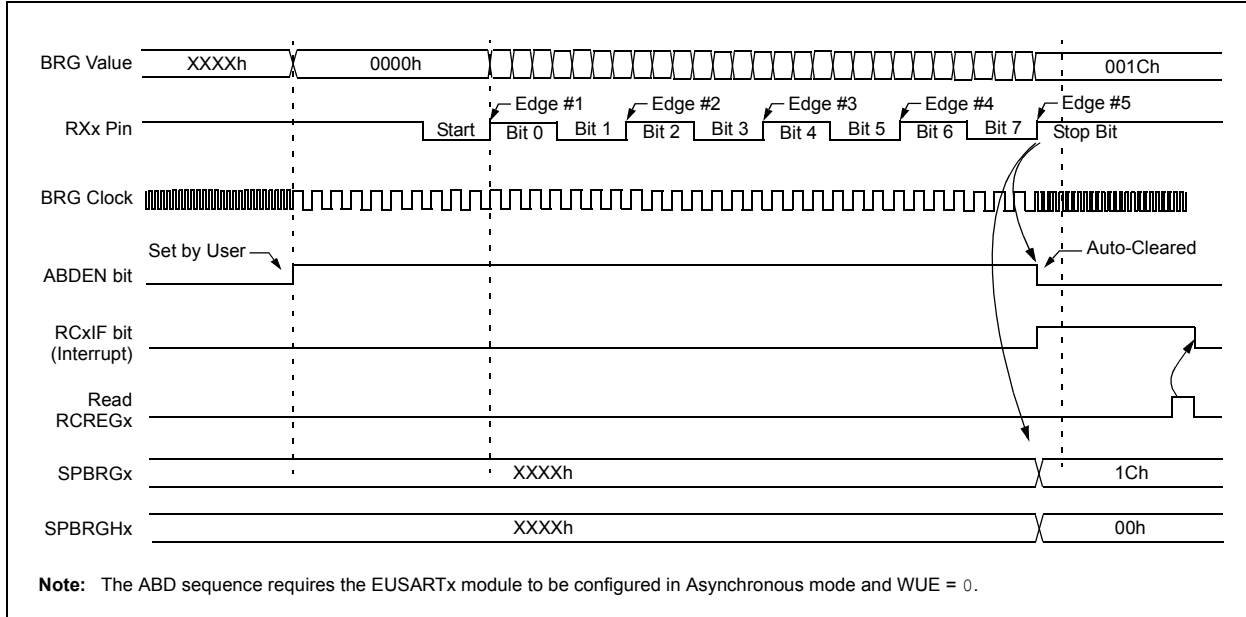 BRG Value XXXXh 0000h 001Ch
Edge #1 Edge #2 Edge #3 Edge #4 Edge #5
RXx Pin Start Bit 0 Bit 1 Bit 2 Bit 3 Bit 4 Bit 5 Bit 6 Bit 7 Stop Bit
BRG Clock
Set by User Auto-Cleared
ABDEN bit
RCxIF bit
(Interrupt)
Read
RCREGx
SPBRGx XXXXh 1Ch
SPBRGHx XXXXh 00h
Note: The ABD sequence requires the EUSARTx module to be configured in Asynchronous mode and WUE = 0.